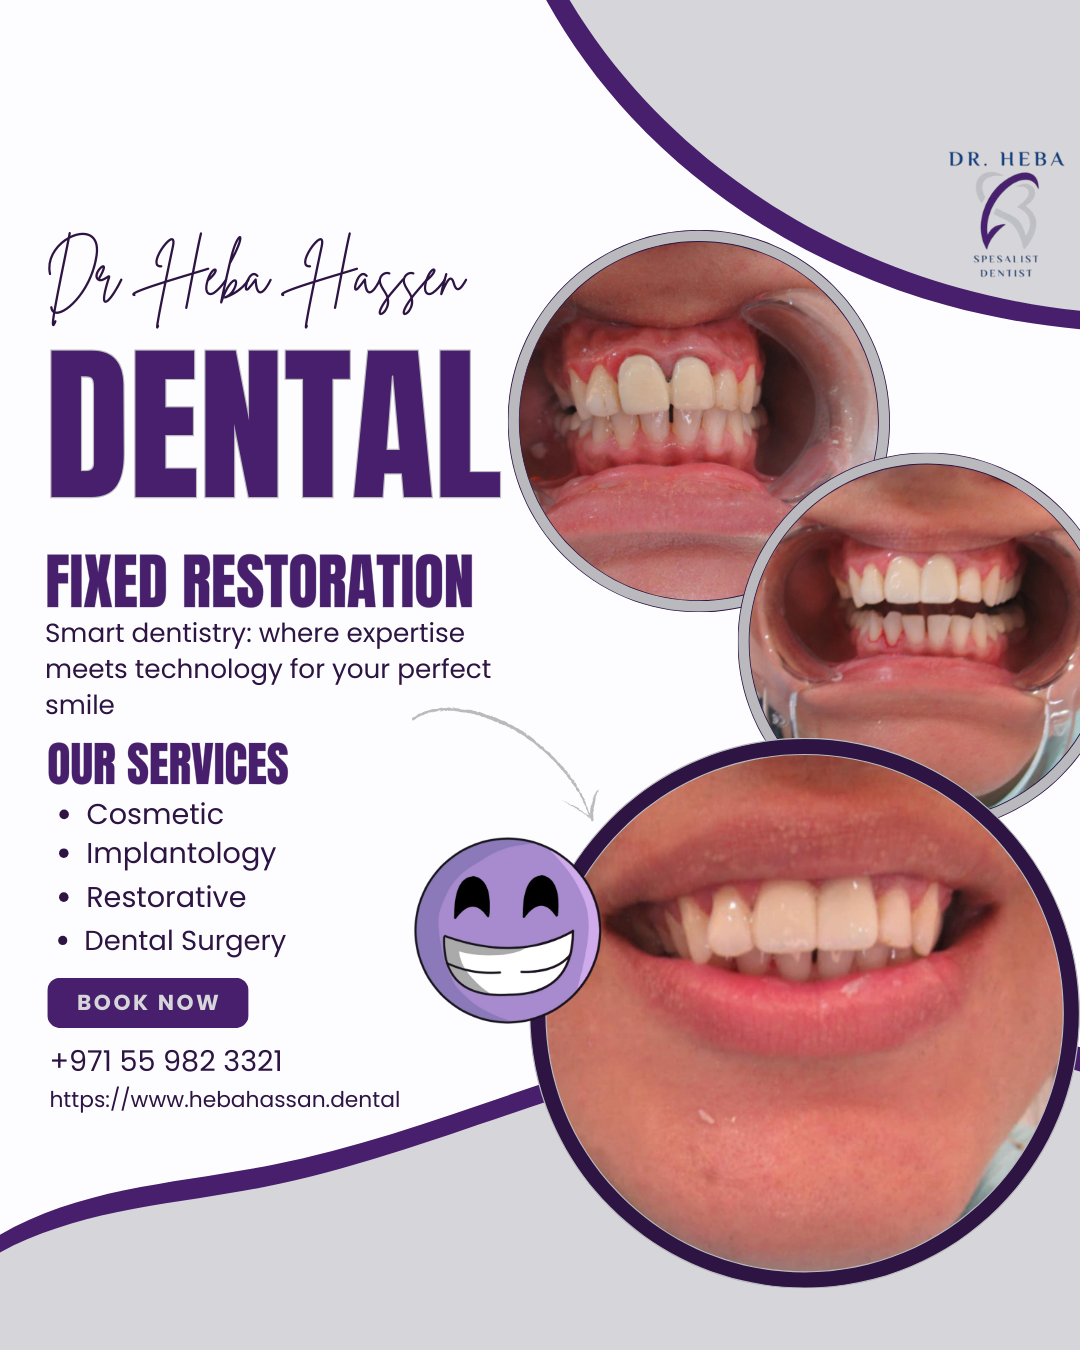 DR. HEBA
SPESALIST
DENTIST
Dr Heba Hassen
DENTAL
FIXED RESTORATION
Smart dentistry: where expertise
meets technology for your perfect
smile
OUR SERVICES
• Cosmetic
• Implantology
• Restorative
• Dental Surgery
BOOK NOW
+971 55 982 3321
https://www.hebahassan.dental